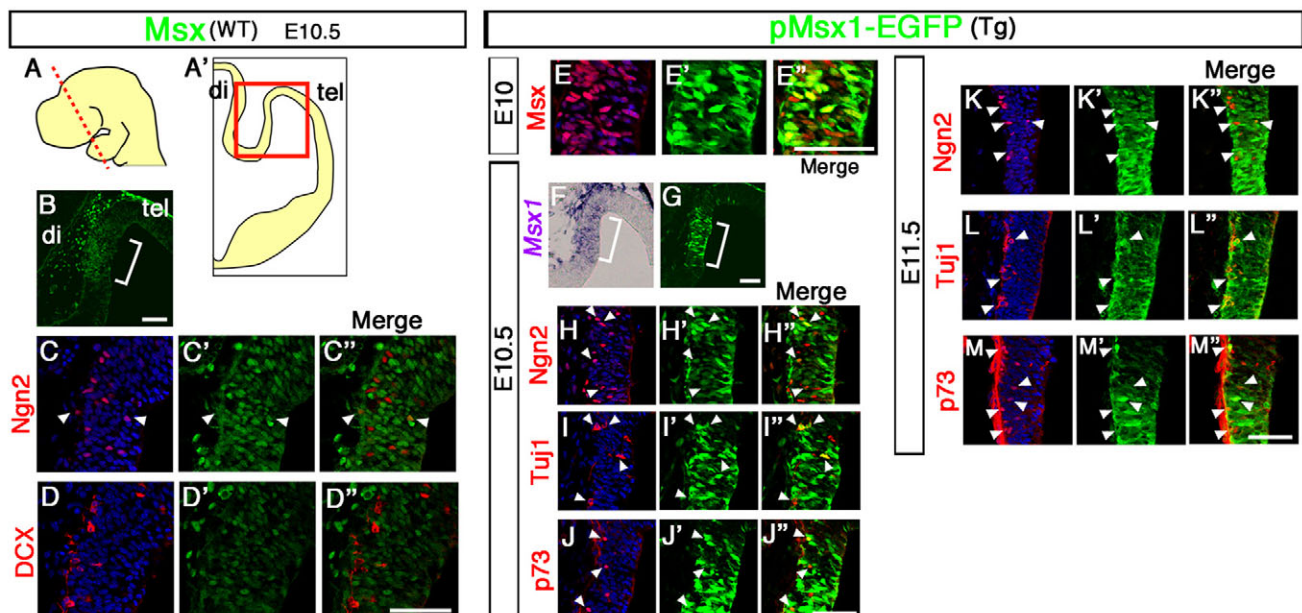 Msx (WT) E10.5
A
A'
di
tel
B
tel
di
Merge
Ngn2
C
C'
C"
DCX
D
D'
D"
pMsx1-EGFP (Tg)
E10
Msx
E
E'
E"
Merge
E10.5
Msx1
F
G
Merge
Ngn2
H
H'
H"
Tuj1
I
I'
I"
p73
J
J'
J"
E11.5
Merge
Ngn2
K
K'
K"
Tuj1
L
L'
L"
p73
M
M'
M"